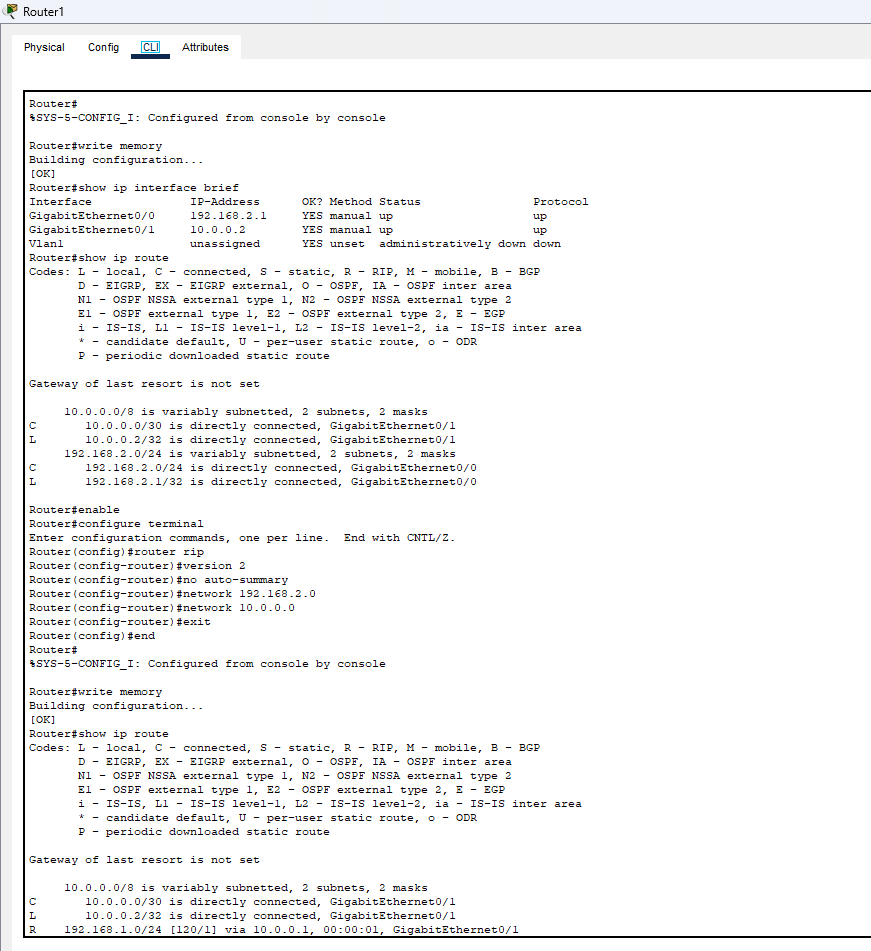 Router1
Physical Config CLI Attributes
Router#
%SYS-5-CONFIG_I: Configured from console by console
Router#write memory
Building configuration...
[OK]
Router#show ip interface brief
Interface IP-Address OK? Method Status Protocol
GigabitEthernet0/0 192.168.2.1 YES manual up up
GigabitEthernet0/1 10.0.0.2 YES manual up up
Vlan1 unassigned YES unset administratively down down
Router#show ip route
Codes: L - local, C - connected, S - static, R - RIP, M - mobile, B - BGP
D - EIGRP, EX - EIGRP external, O - OSPF, IA - OSPF inter area
N1 - OSPF NSSA external type 1, N2 - OSPF NSSA external type 2
E1 - OSPF external type 1, E2 - OSPF external type 2, E - EGP
i - IS-IS, L1 - IS-IS level-1, L2 - IS-IS level-2, ia - IS-IS inter area
* - candidate default, U - per-user static route, o - ODR
P - periodic downloaded static route
Gateway of last resort is not set
10.0.0.0/8 is variably subnetted, 2 subnets, 2 masks
C 10.0.0.0/30 is directly connected, GigabitEthernet0/1
L 10.0.0.2/32 is directly connected, GigabitEthernet0/1
192.168.2.0/24 is variably subnetted, 2 subnets, 2 masks
C 192.168.2.0/24 is directly connected, GigabitEthernet0/0
L 192.168.2.1/32 is directly connected, GigabitEthernet0/0
Router#enable
Router#configure terminal
Enter configuration commands, one per line. End with CNTL/Z.
Router(config)#router rip
Router(config-router)#version 2
Router(config-router)#no auto-summary
Router(config-router)#network 192.168.2.0
Router(config-router)#network 10.0.0.0
Router(config-router)#exit
Router(config)#end
Router#
%SYS-5-CONFIG_I: Configured from console by console
Router#write memory
Building configuration...
[OK]
Router#show ip route
Codes: L - local, C - connected, S - static, R - RIP, M - mobile, B - BGP
D - EIGRP, EX - EIGRP external, O - OSPF, IA - OSPF inter area
N1 - OSPF NSSA external type 1, N2 - OSPF NSSA external type 2
E1 - OSPF external type 1, E2 - OSPF external type 2, E - EGP
i - IS-IS, L1 - IS-IS level-1, L2 - IS-IS level-2, ia - IS-IS inter area
* - candidate default, U - per-user static route, o - ODR
P - periodic downloaded static route
Gateway of last resort is not set
10.0.0.0/8 is variably subnetted, 2 subnets, 2 masks
C 10.0.0.0/30 is directly connected, GigabitEthernet0/1
L 10.0.0.2/32 is directly connected, GigabitEthernet0/1
R 192.168.1.0/24 [120/1] via 10.0.0.1, 00:00:01, GigabitEthernet0/1